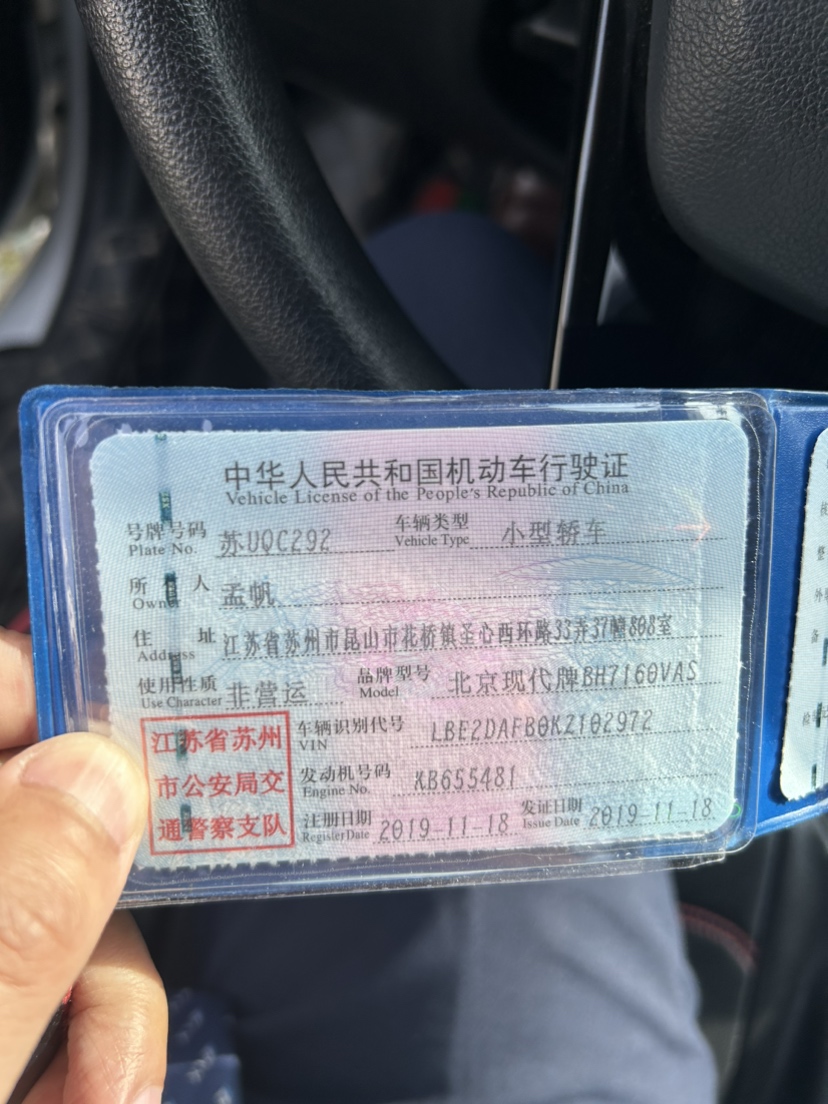 中华人民共和国机动车行驶证
Vehicle License of the People's Republic of China
号牌号码 苏UQC292 车辆类型 小型轿车
Plate No. Vehicle Type
所有人 孟帆
Owner
住址 江苏省苏州市昆山市花桥镇圣心西环路33弄37幢808室
Address
使用性质 非营运 品牌型号 北京现代牌BH7160VAS
Use Character Model
江苏省苏州
市公安局交
通警察支队
车辆识别代号 LBE2DAFB0KZ102972
VIN
发动机号码 KB655481
Engine No.
注册日期 2019-11-18 发证日期 2019-11-18
Register Date Issue Date